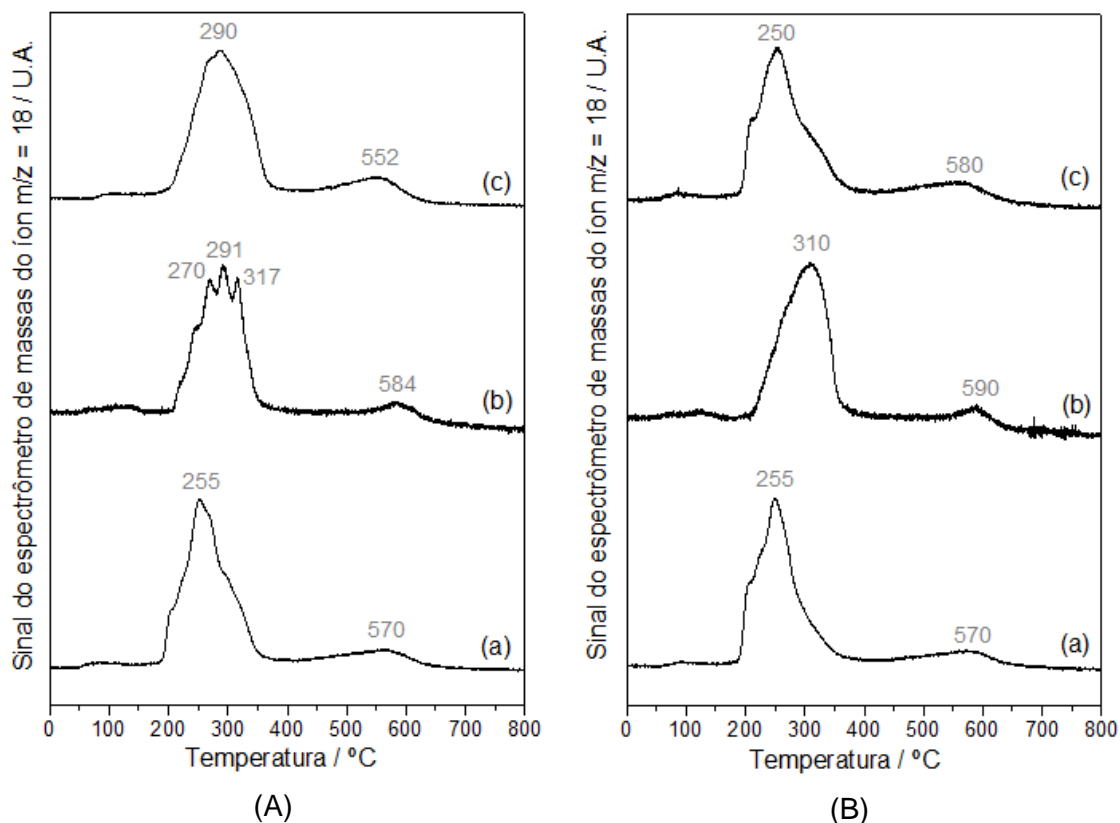 Sinal do espectrômetro de massas do íon m/z = 18 / U.A.
290
552
(c)
270
291
317
584
(b)
255
570
(a)
0 100 200 300 400 500 600 700 800
Temperatura / ºC
(A)
Sinal do espectrômetro de massas do íon m/z = 18 / U.A.
250
580
(c)
310
590
(b)
255
570
(a)
0 100 200 300 400 500 600 700 800
Temperatura / ºC
(B)